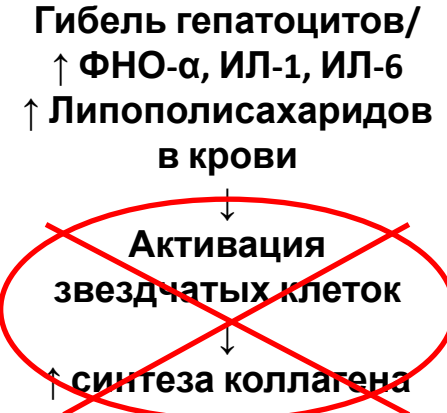 Гибель гепатоцитов/
↑ ФНО-α, ИЛ-1, ИЛ-6
↑ Липополисахаридов
в крови
↓
Активация
звездчатых клеток
↓
↑ синтеза коллагена